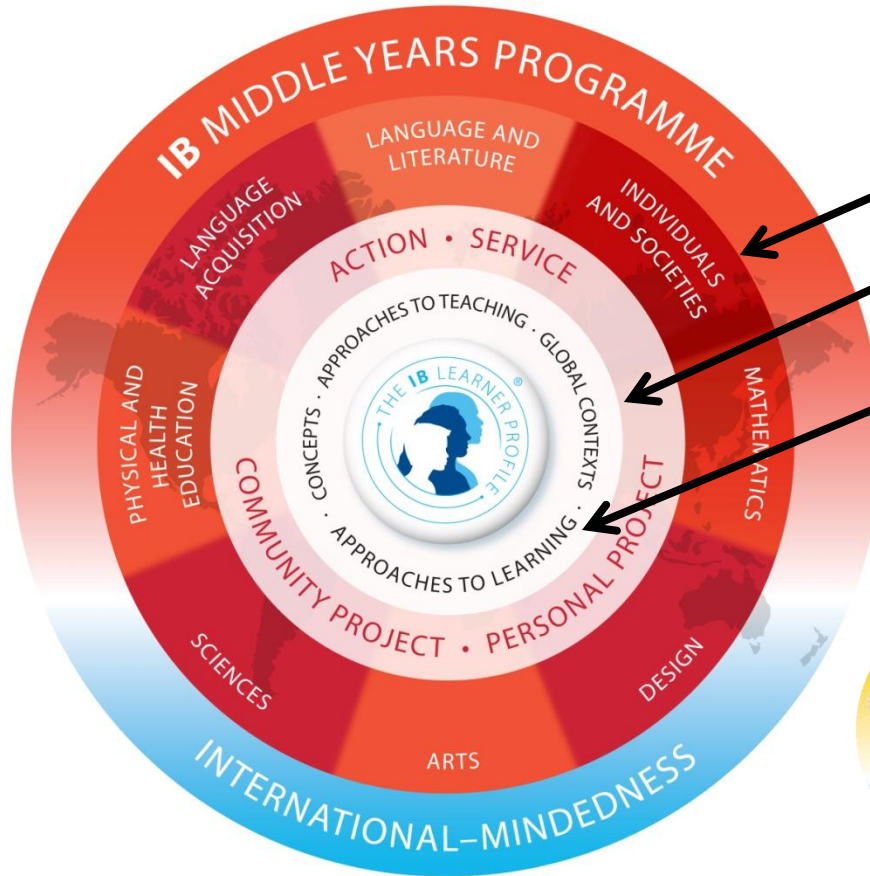 IB MIDDLE YEARS PROGRAMME
LANGUAGE AND
LITERATURE
INDIVIDUALS
AND SOCIETIES
MATHEMATICS
DESIGN
ARTS
SCIENCES
PHYSICAL AND
HEALTH
EDUCATION
LANGUAGE
ACQUISITION
ACTION • SERVICE
PERSONAL PROJECT
• COMMUNITY PROJECT
APPROACHES TO TEACHING · GLOBAL CONTEXTS ·
APPROACHES TO LEARNING
· CONCEPTS ·
THE IB LEARNER PROFILE ®
INTERNATIONAL–MINDEDNESS